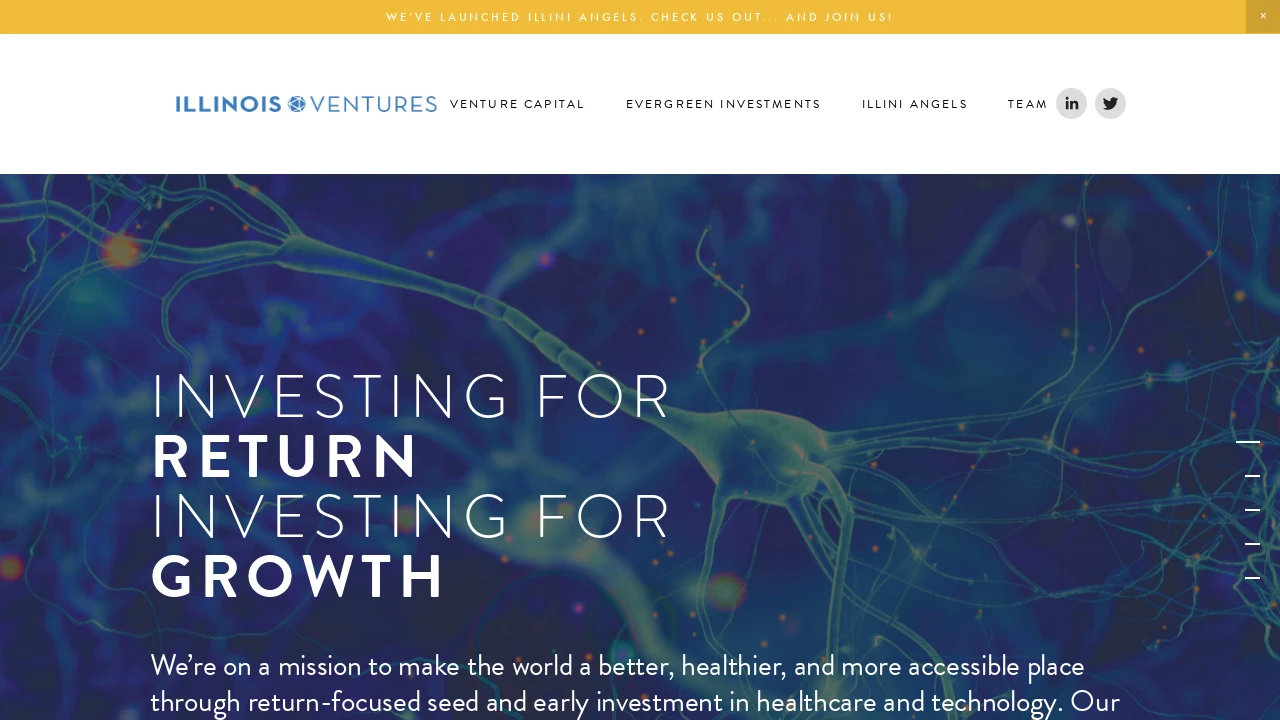 WE'VE LAUNCHED ILLINI ANGELS. CHECK US OUT... AND JOIN US!
×
ILLINOIS VENTURES
VENTURE CAPITAL
EVERGREEN INVESTMENTS
ILLINI ANGELS
TEAM
in
INVESTING FOR
RETURN
INVESTING FOR
GROWTH
We’re on a mission to make the world a better, healthier, and more accessible place
through return-focused seed and early investment in healthcare and technology. Our